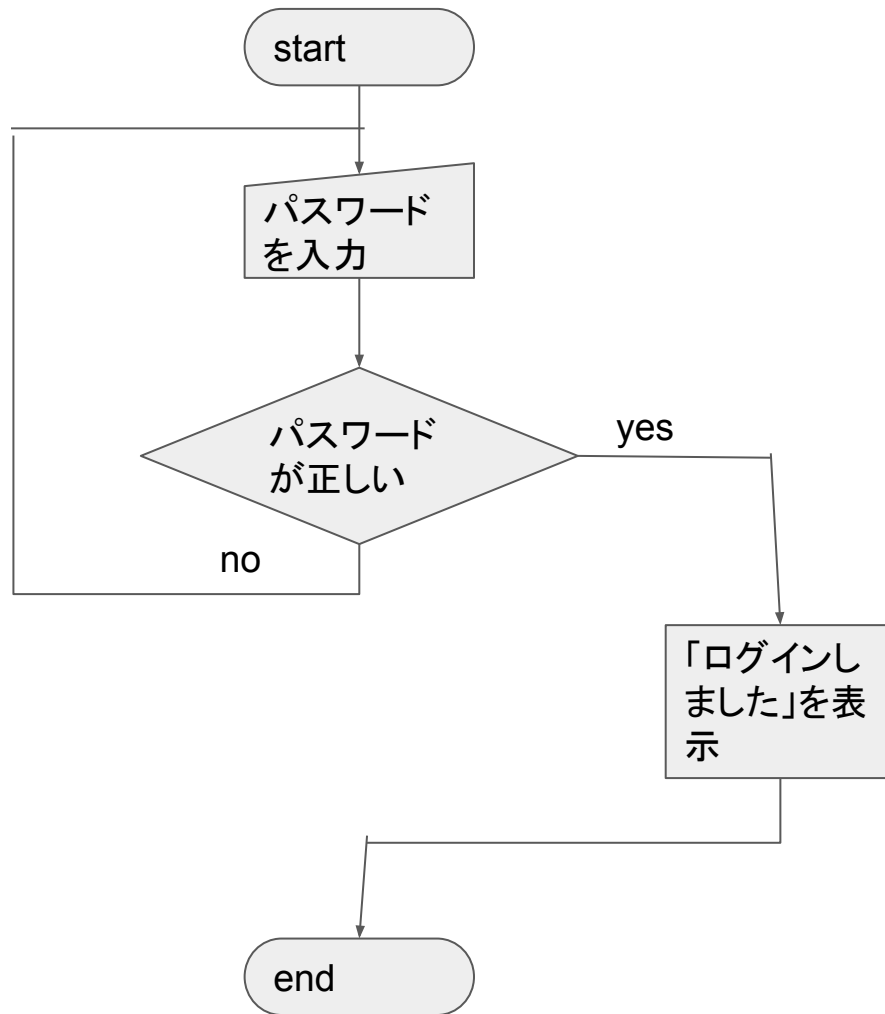 start
パスワード
を入力
パスワード
が正しい
yes
no
「ログインし
ました」を表
示
end